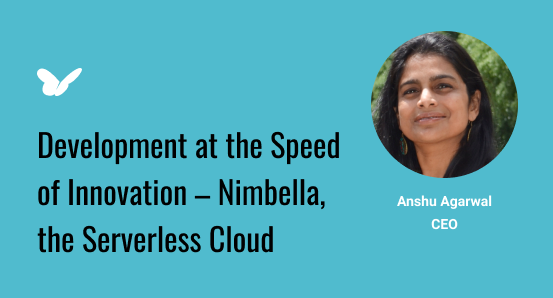 Development at the Speed
of Innovation – Nimbella,
the Serverless Cloud
Anshu Agarwal
CEO